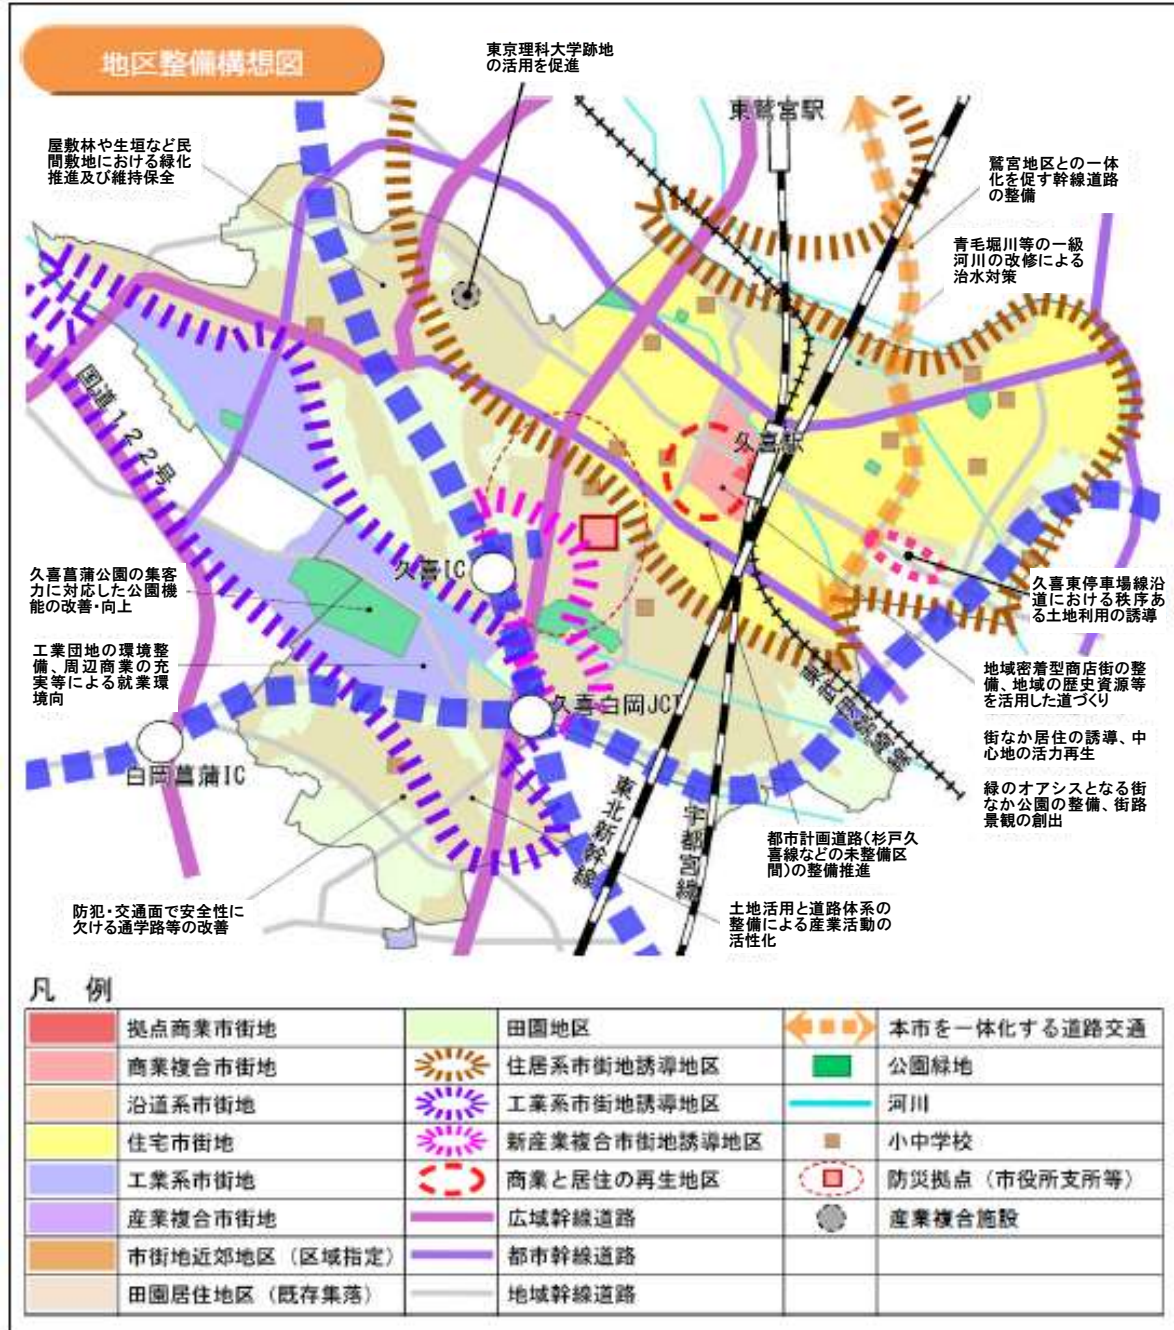 地区整備構想図
東京理科大学跡地
の活用を促進
東鷲宮駅
屋敷林や生垣など民
間敷地における緑化
推進及び維持保全
鷲宮地区との一体
化を促す幹線道路
の整備
青毛堀川等の一級
河川の改修による
治水対策
国道122号
久喜駅
久喜IC
久喜菖蒲公園の集客
力に対応した公園機
能の改善・向上
久喜東停車場線沿
道における秩序あ
る土地利用の誘導
工業団地の環境整
備、周辺商業の充
実等による就業環
境向
地域密着型商店街の整
備、地域の歴史資源等
を活用した道づくり
久喜白岡JCT
街なか居住の誘導、中
心地の活力再生
白岡菖蒲IC
緑のオアシスとなる街
なか公園の整備、街路
景観の創出
東北新幹線
宇都宮線
都市計画道路(杉戸久
喜線などの未整備区
間)の整備推進
防犯・交通面で安全性に
欠ける通学路等の改善
土地活用と道路体系の
整備による産業活動の
活性化
凡 例
拠点商業市街地
田園地区
本市を一体化する道路交通
商業複合市街地
住居系市街地誘導地区
公園緑地
沿道系市街地
工業系市街地誘導地区
河川
住宅市街地
新産業複合市街地誘導地区
小中学校
工業系市街地
商業と居住の再生地区
防災拠点(市役所支所等)
産業複合市街地
広域幹線道路
産業複合施設
市街地近郊地区(区域指定)
都市幹線道路
田園居住地区(既存集落)
地域幹線道路